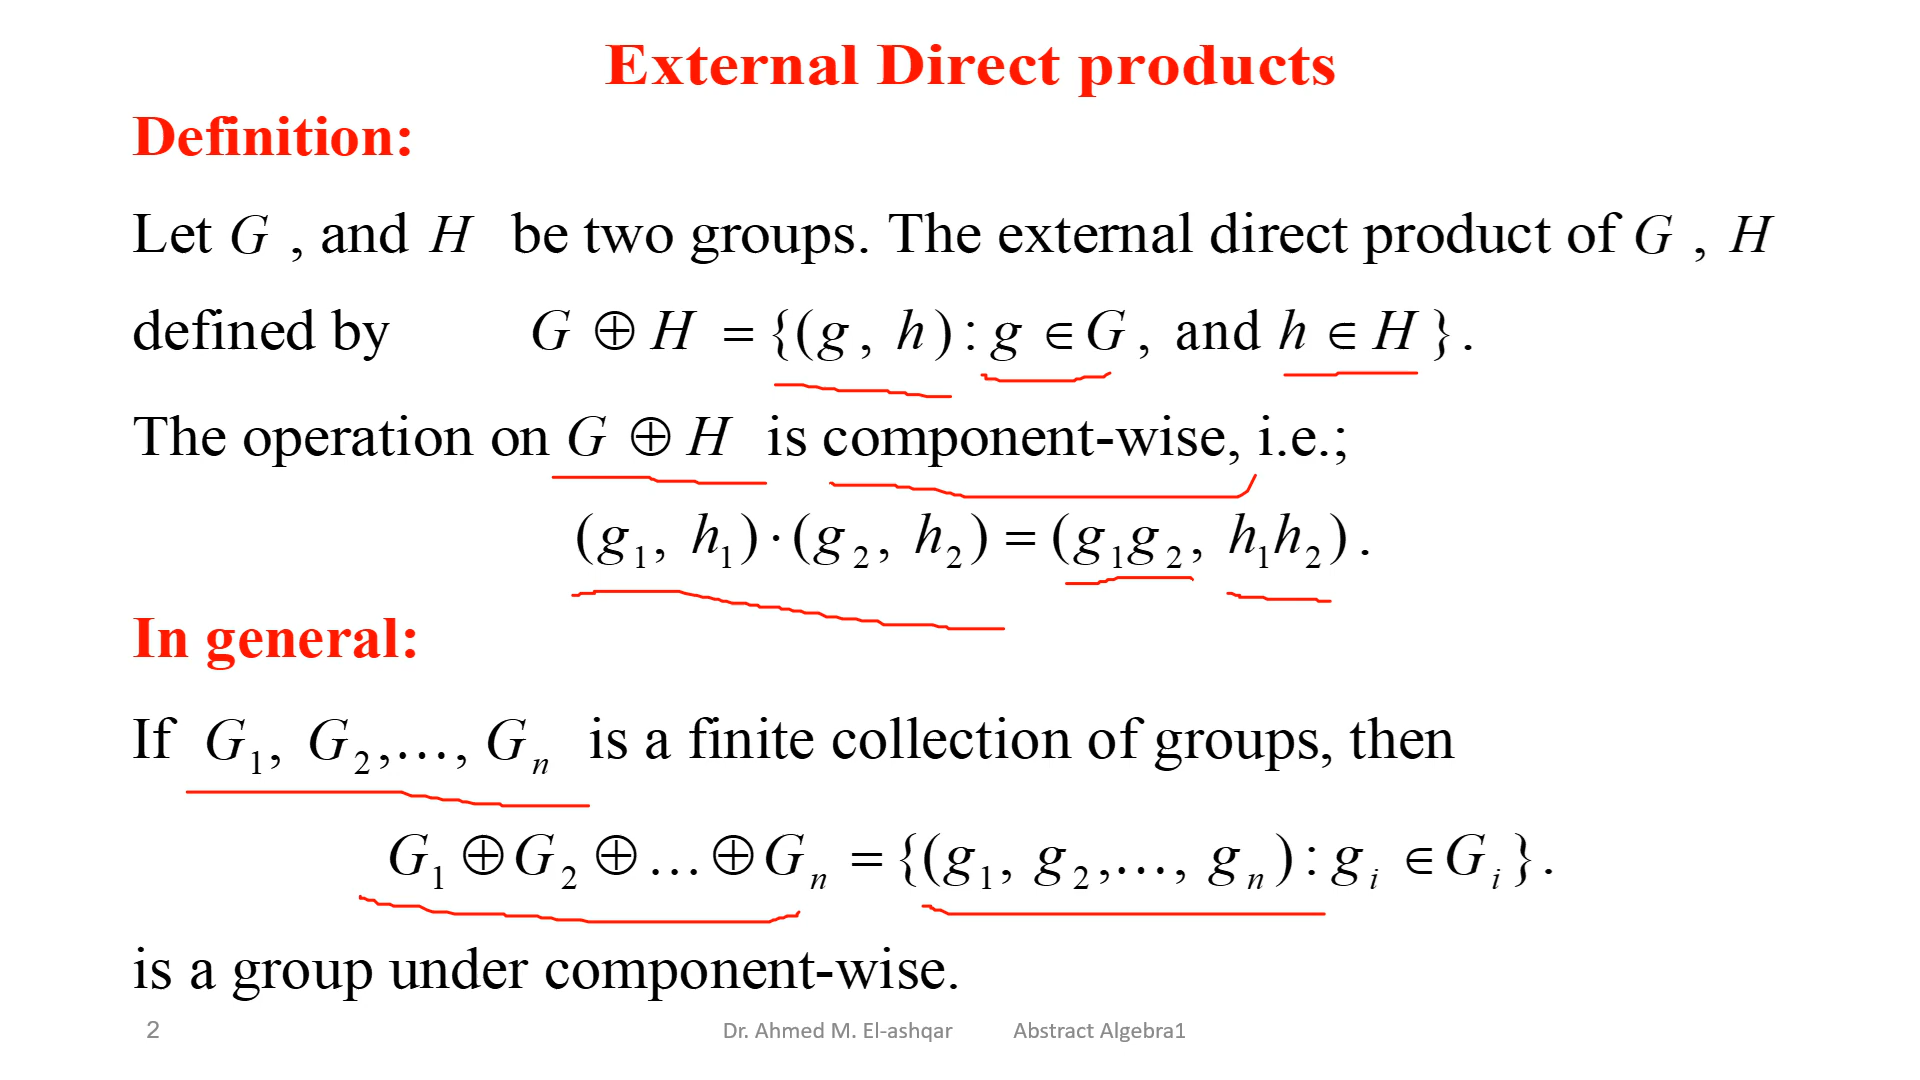 External Direct products
Definition:
Let G , and H be two groups. The external direct product of G , H
defined by G ⊕ H = {(g , h) : g ∈ G , and h ∈ H }.
The operation on G ⊕ H is component-wise, i.e.;
(g₁, h₁) · (g₂, h₂) = (g₁g₂, h₁h₂) .
In general:
If G₁, G₂,…, Gₙ is a finite collection of groups, then
G₁ ⊕ G₂ ⊕ … ⊕ Gₙ = {(g₁, g₂,…, gₙ) : gᵢ ∈ Gᵢ }.
is a group under component-wise.
2 Dr. Ahmed M. El-ashqar Abstract Algebra1